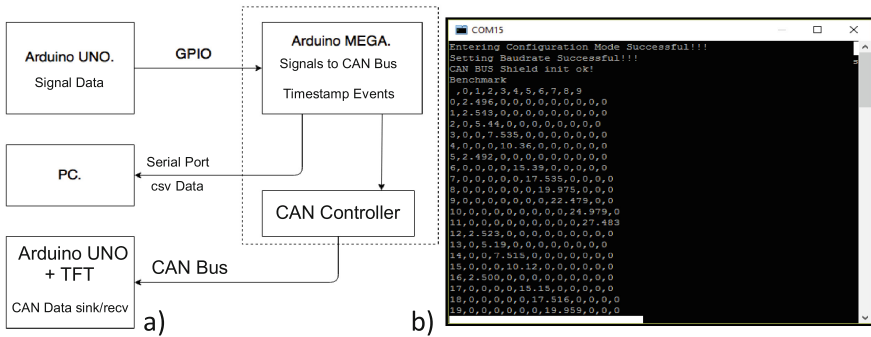 Arduino UNO.
Signal Data
GPIO
Arduino MEGA.
Signals to CAN Bus
Timestamp Events
PC.
Serial Port
csv Data
CAN Controller
Arduino UNO
+ TFT
CAN Data sink/recv
CAN Bus
a)
b)
COM15
Entering Configuration Mode Successful!!!
Setting Baudrate Successful!!!
CAN BUS Shield init ok!
Benchmark
,0,1,2,3,4,5,6,7,8,9
0,2.496,0,0,0,0,0,0,0,0,0
1,2.543,0,0,0,0,0,0,0,0,0
2,0,5.44,0,0,0,0,0,0,0,0
3,0,0,7.535,0,0,0,0,0,0,0
4,0,0,0,10.36,0,0,0,0,0,0
5,2.492,0,0,0,0,0,0,0,0,0
6,0,0,0,0,0,15.39,0,0,0,0
7,0,0,0,0,0,17.535,0,0,0,0
8,0,0,0,0,0,0,19.975,0,0,0
9,0,0,0,0,0,0,0,22.479,0,0
10,0,0,0,0,0,0,0,0,24.979,0
11,0,0,0,0,0,0,0,0,0,27.483
12,2.523,0,0,0,0,0,0,0,0,0
13,0,5.19,0,0,0,0,0,0,0,0
14,0,0,7.515,0,0,0,0,0,0,0
15,0,0,0,10.12,0,0,0,0,0,0
16,2.500,0,0,0,0,0,0,0,0,0
17,0,0,0,0,15.15,0,0,0,0,0
18,0,0,0,0,0,17.516,0,0,0,0
19,0,0,0,0,0,0,19.959,0,0,0